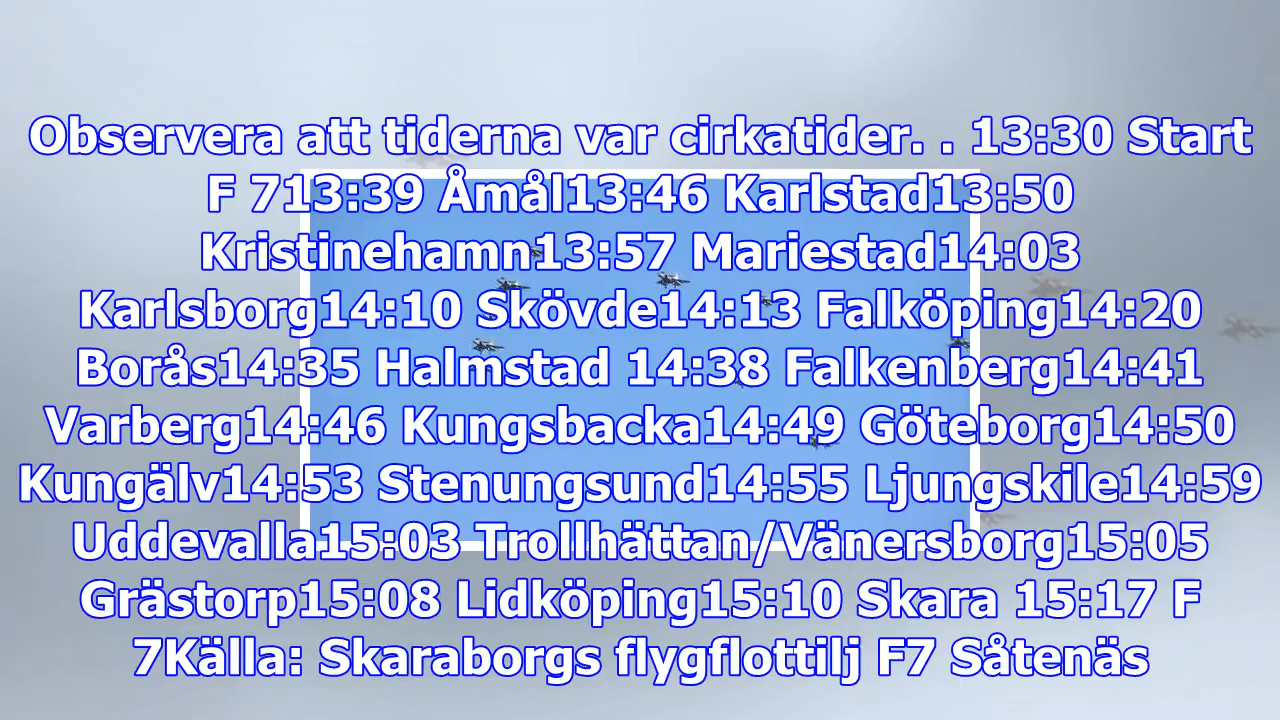 Observera att tiderna var cirkatider. . 13:30 Start
F 713:39 Åmål13:46 Karlstad13:50
Kristinehamn13:57 Mariestad14:03
Karlsborg14:10 Skövde14:13 Falköping14:20
Borås14:35 Halmstad 14:38 Falkenberg14:41
Varberg14:46 Kungsbacka14:49 Göteborg14:50
Kungälv14:53 Stenungsund14:55 Ljungskile14:59
Uddevalla15:03 Trollhättan/Vänersborg15:05
Grästorp15:08 Lidköping15:10 Skara 15:17 F
7Källa: Skaraborgs flygflottilj F7 Såtenäs